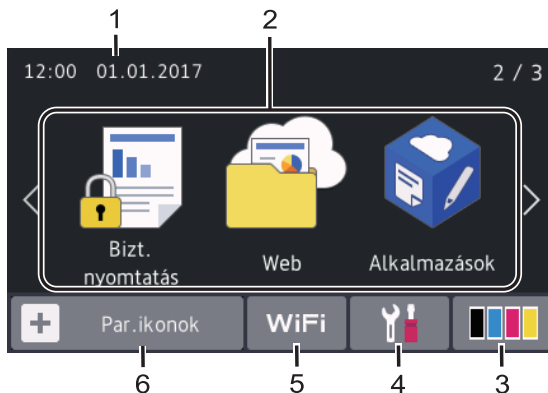 1 2
12:00 01.01.2017 2 / 3
Bizt.
nyomtatás
Web
Alkalmazások
Par.ikonok
WiFi
6 5 4 3